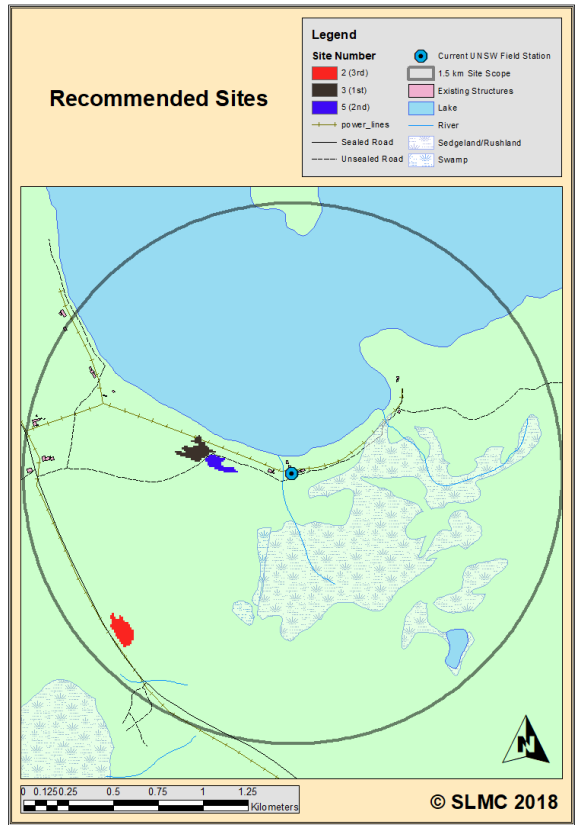 Recommended Sites
Legend
Site Number
2 (3rd)
3 (1st)
5 (2nd)
power_lines
Sealed Road
Unsealed Road
Current UNSW Field Station
1.5 km Site Scope
Existing Structures
Lake
River
Sedgeland/Rushland
Swamp
N
0 0.125 0.25 0.5 0.75 1 1.25
Kilometers
© SLMC 2018